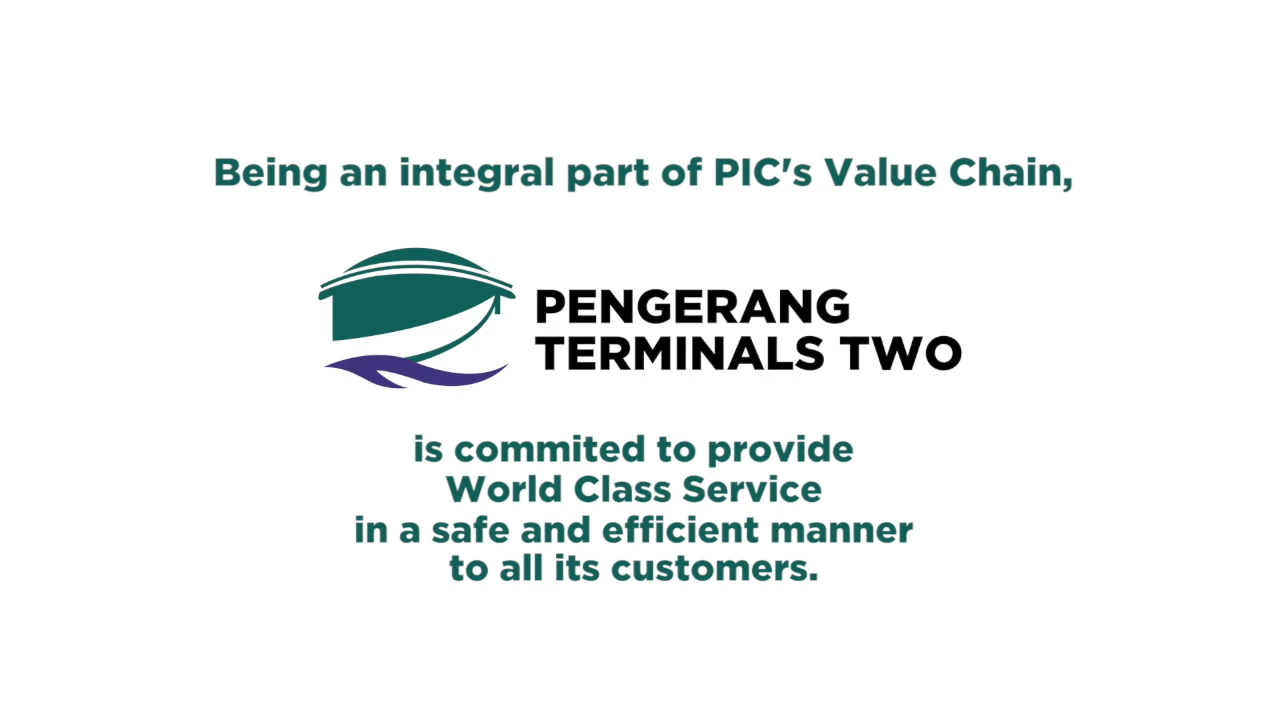 Being an integral part of PIC's Value Chain,
PENGERANG
TERMINALS TWO
is commited to provide
World Class Service
in a safe and efficient manner
to all its customers.